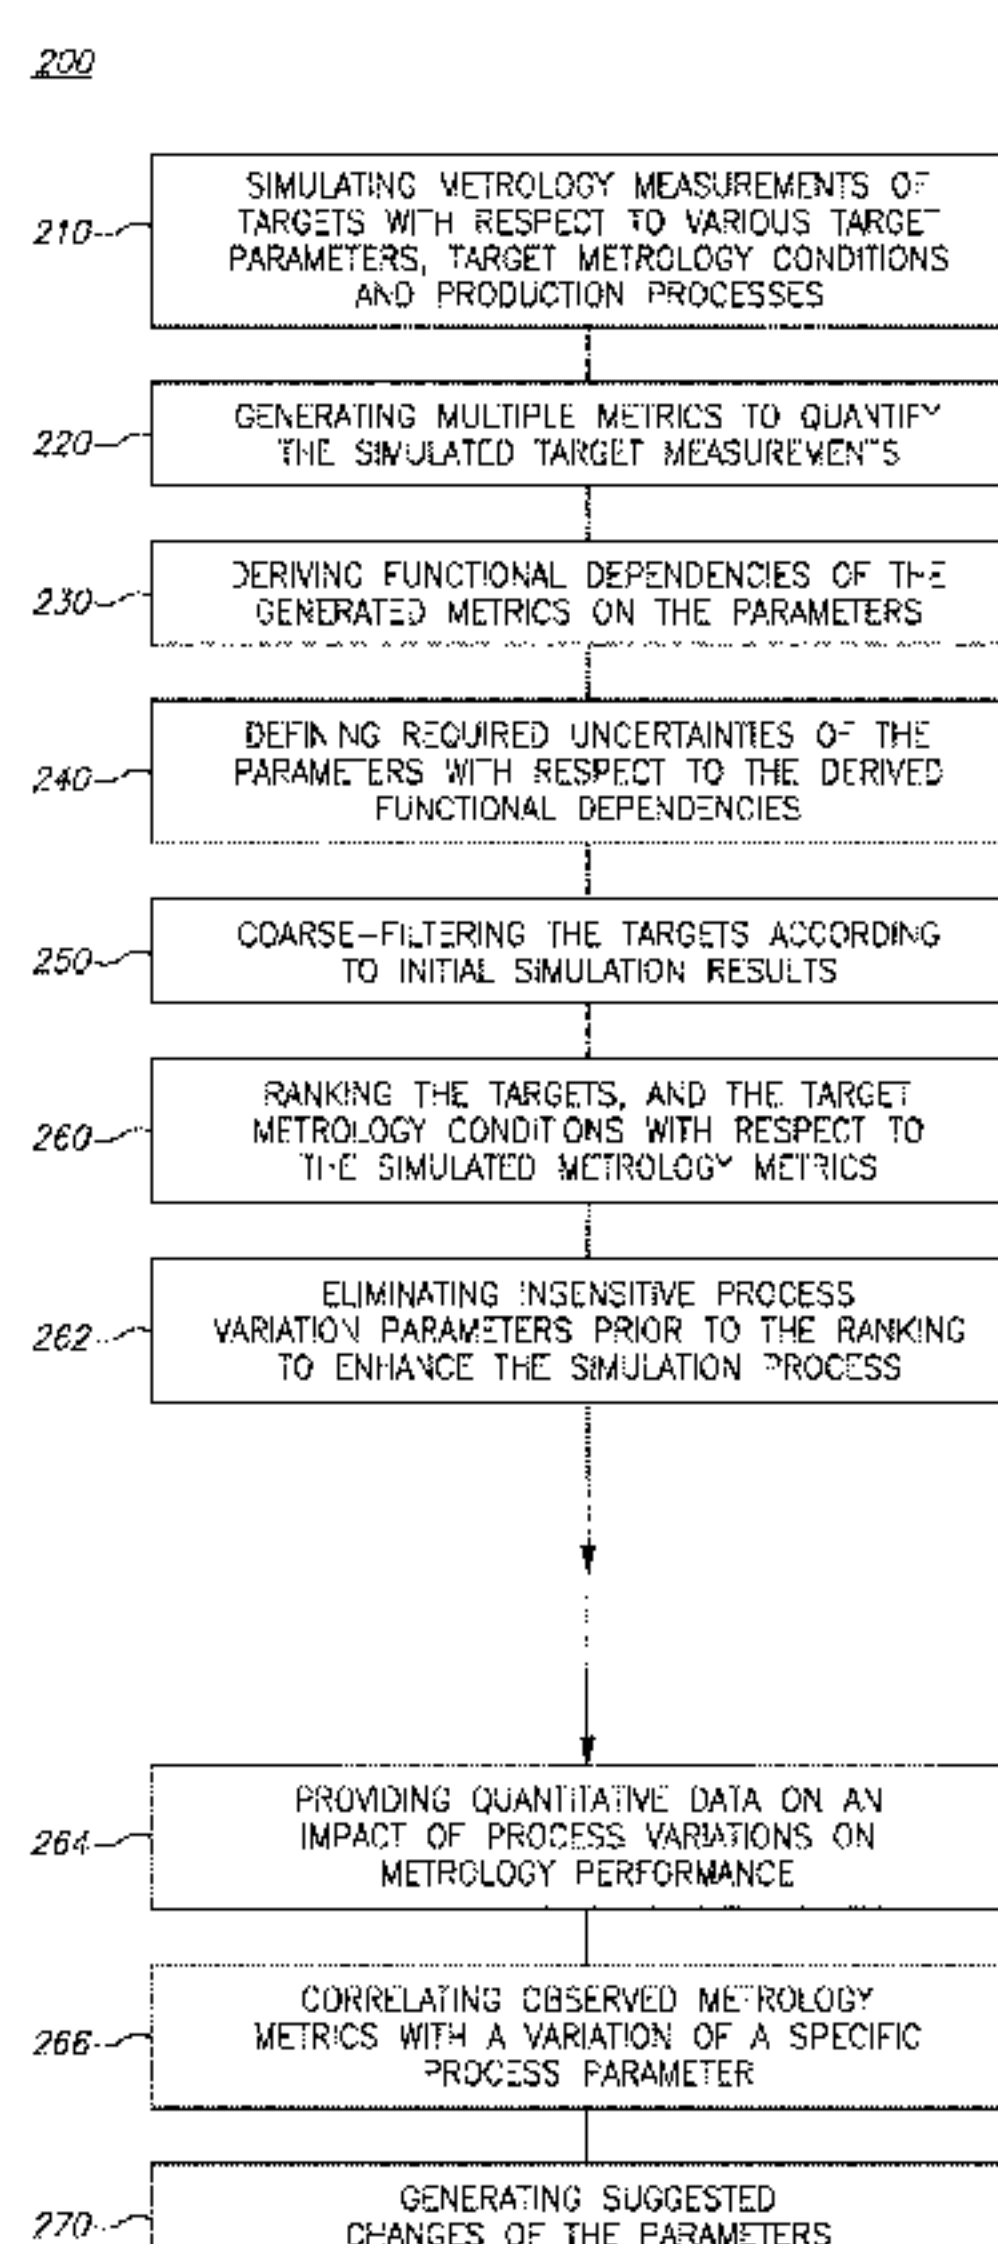 200
210
SIMULATING METROLOGY MEASUREMENTS OF
TARGETS WITH RESPECT TO VARIOUS TARGET
PARAMETERS, TARGET METROLOGY CONDITIONS
AND PRODUCTION PROCESSES
220
GENERATING MULTIPLE METRICS TO QUANTIFY
THE SIMULATED TARGET MEASUREMENTS
230
DERIVING FUNCTIONAL DEPENDENCIES OF THE
GENERATED METRICS ON THE PARAMETERS
240
DEFINING REQUIRED UNCERTAINTIES OF THE
PARAMETERS WITH RESPECT TO THE DERIVED
FUNCTIONAL DEPENDENCIES
250
COARSE-FILTERING THE TARGETS ACCORDING
TO INITIAL SIMULATION RESULTS
260
RANKING THE TARGETS, AND THE TARGET
METROLOGY CONDITIONS WITH RESPECT TO
THE SIMULATED METROLOGY METRICS
262
ELIMINATING INSENSITIVE PROCESS
VARIATION PARAMETERS PRIOR TO THE RANKING
TO ENHANCE THE SIMULATION PROCESS
264
PROVIDING QUANTITATIVE DATA ON AN
IMPACT OF PROCESS VARIATIONS ON
METROLOGY PERFORMANCE
266
CORRELATING OBSERVED METROLOGY
METRICS WITH A VARIATION OF A SPECIFIC
PROCESS PARAMETER
270
GENERATING SUGGESTED
CHANGES OF THE PARAMETERS